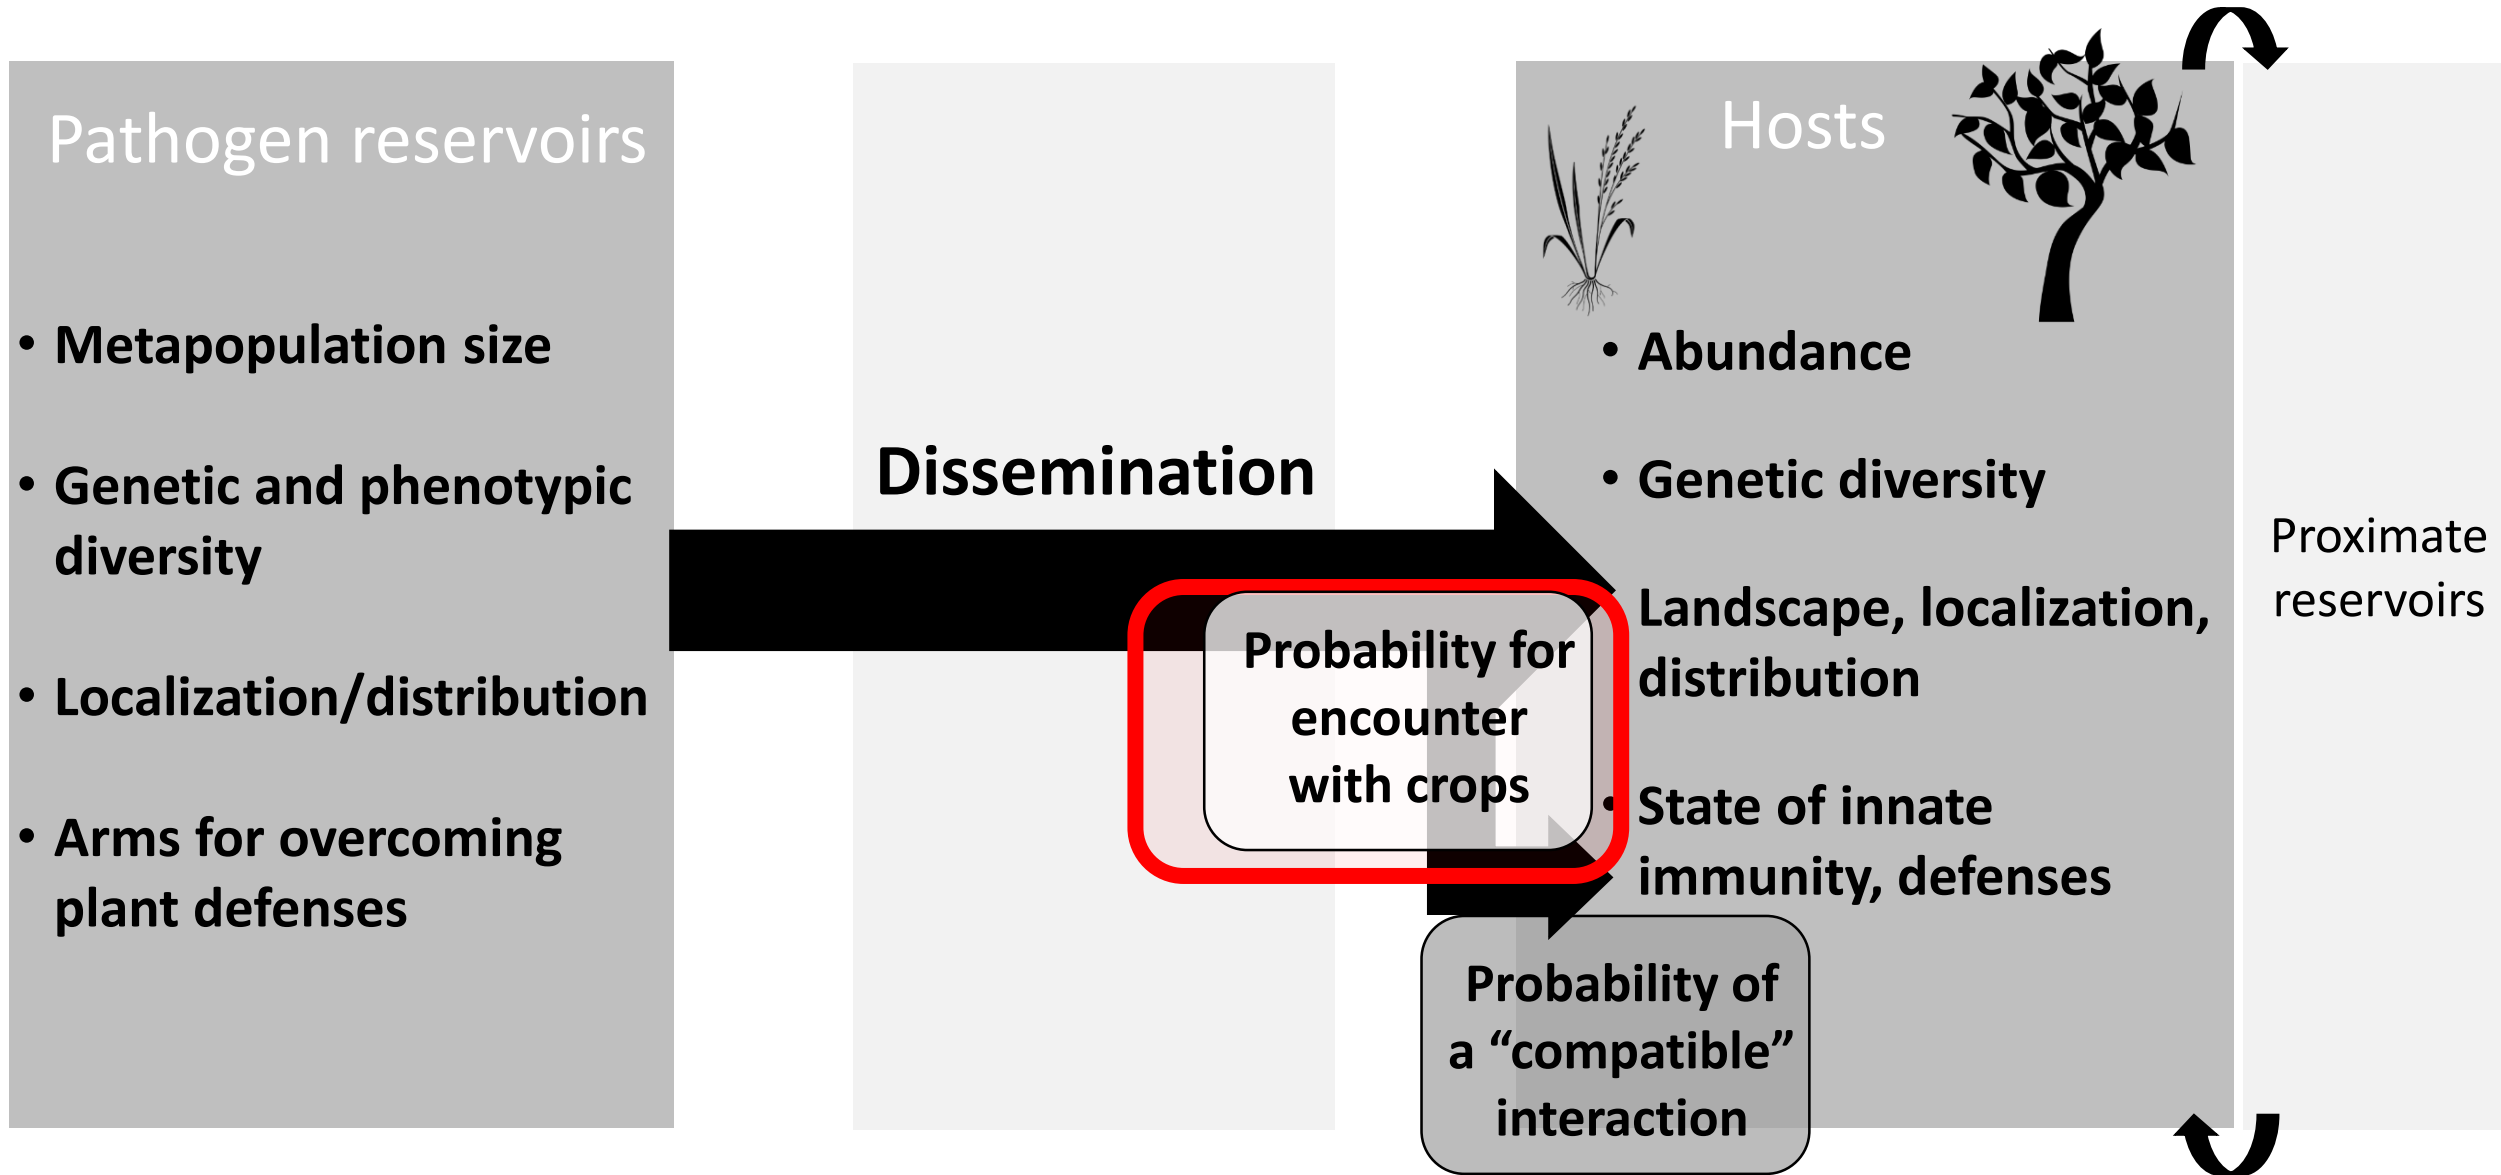 Pathogen reservoirs
• Metapopulation size
• Genetic and phenotypic
diversity
• Localization/distribution
• Arms for overcoming
plant defenses
Dissemination
Probability for
encounter
with crops
Probability of
a “compatible”
interaction
Hosts
• Abundance
• Genetic diversity
Landscape, localization,
distribution
• State of innate
immunity, defenses
Proximate
reservoirs